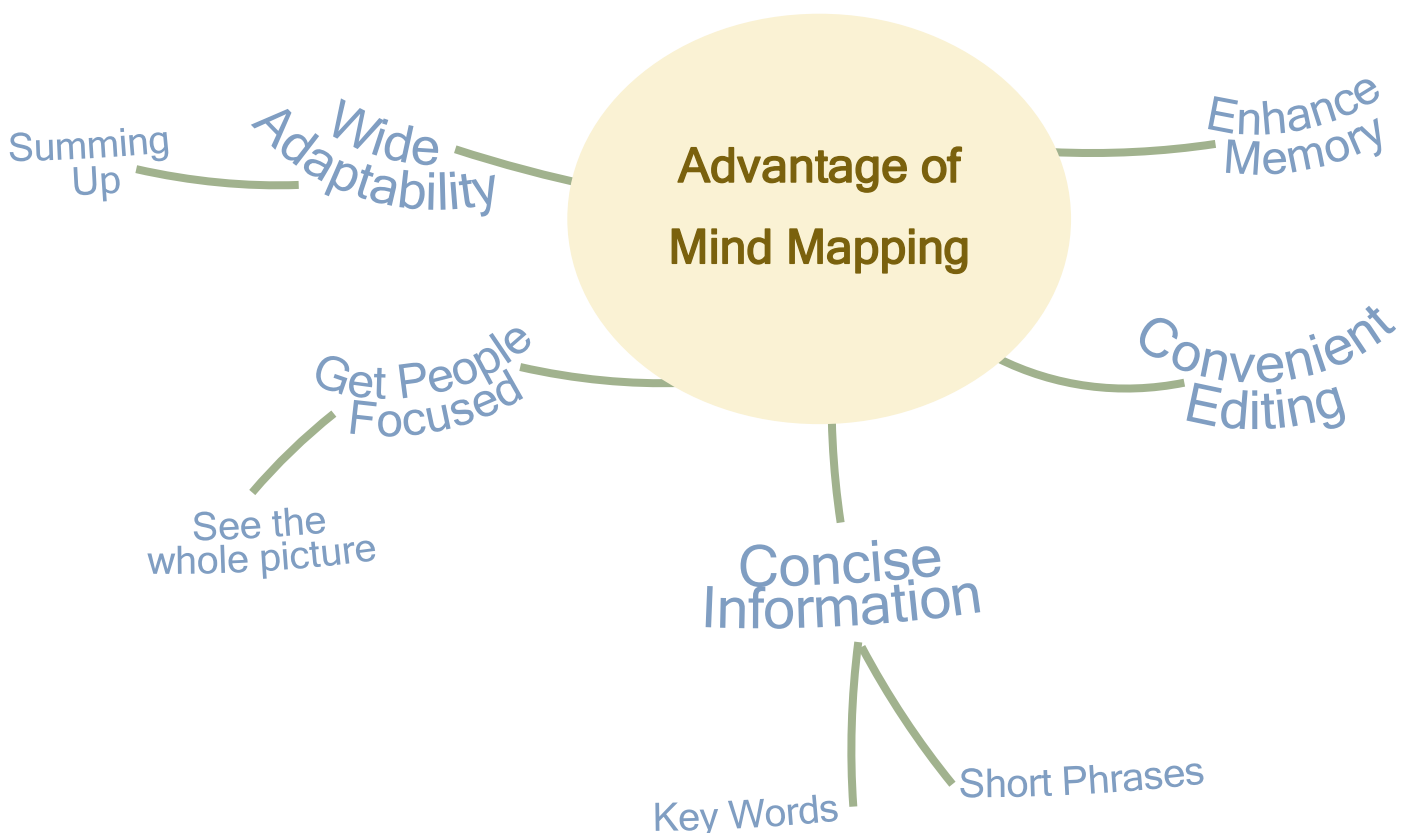 Advantage of
Mind Mapping
Enhance
Memory
Convenient
Editing
Concise
Information
Short Phrases
Key Words
Get People
Focused
See the
whole picture
Wide
Adaptability
Summing
Up